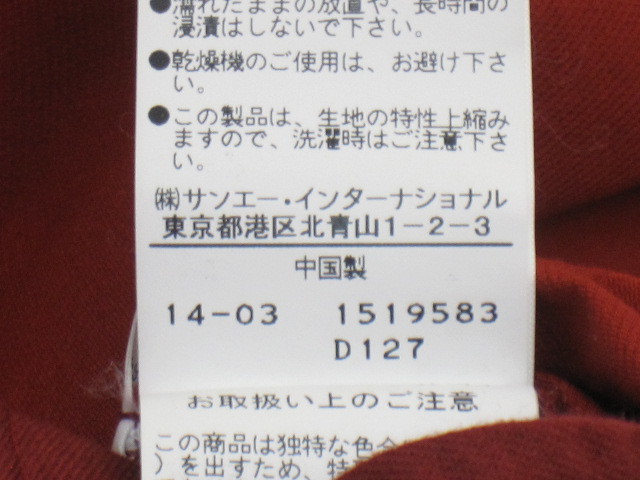 ●濡れたままの放置や、長時間の
浸漬はしないで下さい。
●乾燥機のご使用は、お避け下さ
い。
●この製品は、生地の特性上縮み
ますので、洗濯時はご注意下さ
い。
㈱サンエー・インターナショナル
東京都港区北青山1-2-3
中国製
14-03 1519583
D127
お取扱い上のご注意
この商品は独特な色合
）を出すため、特